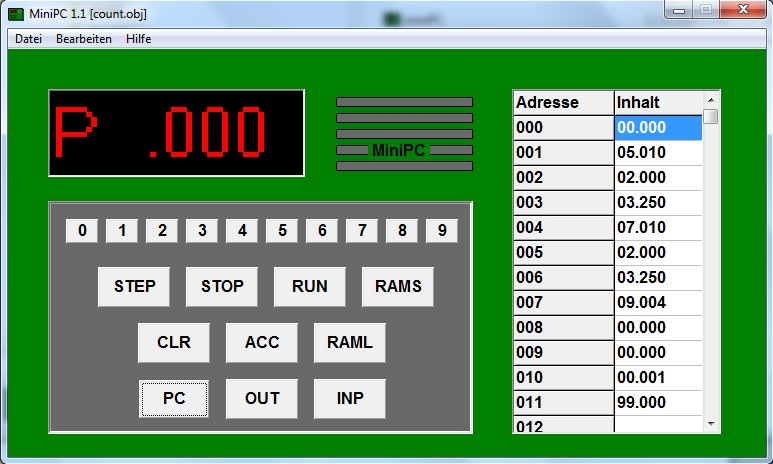 MiniPC 1.1 [count.obj]
Datei Bearbeiten Hilfe
P .000
MiniPC
0 1 2 3 4 5 6 7 8 9
STEP STOP RUN RAMS
CLR ACC RAML
PC OUT INP
Adresse Inhalt
000 00.000
001 05.010
002 02.000
003 03.250
004 07.010
005 02.000
006 03.250
007 09.004
008 00.000
009 00.000
010 00.001
011 99.000
012